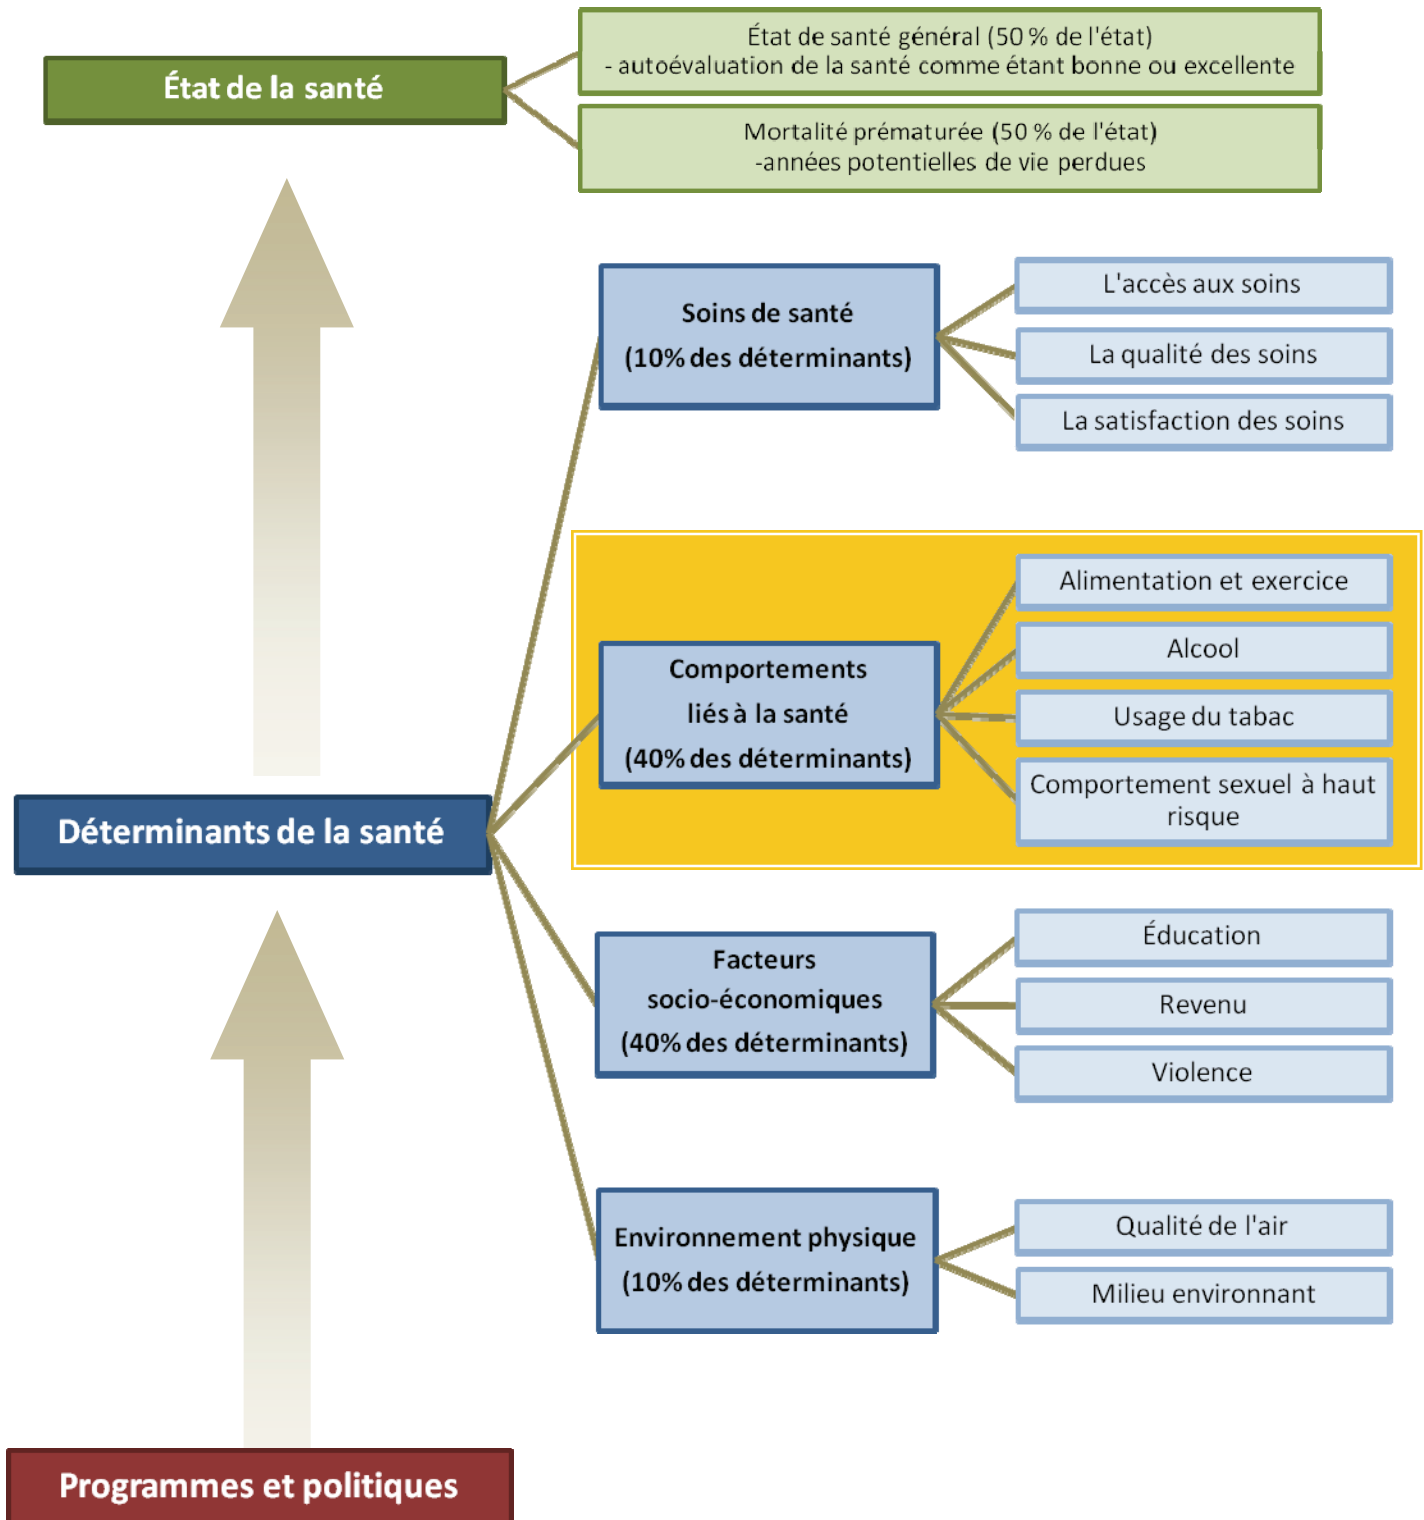 État de la santé
État de santé général (50 % de l'état)
- autoévaluation de la santé comme étant bonne ou excellente
Mortalité prématurée (50 % de l'état)
-années potentielles de vie perdues
Soins de santé
(10% des déterminants)
L'accès aux soins
La qualité des soins
La satisfaction des soins
Comportements
liés à la santé
(40% des déterminants)
Alimentation et exercice
Alcool
Usage du tabac
Comportement sexuel à haut
risque
Déterminants de la santé
Facteurs
socio-économiques
(40% des déterminants)
Éducation
Revenu
Violence
Environnement physique
(10% des déterminants)
Qualité de l'air
Milieu environnant
Programmes et politiques